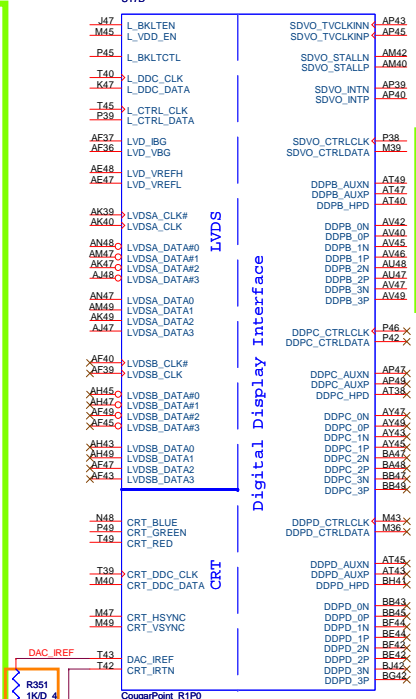 J47 L_BKLTEN
M45 L_VDD_EN
P45 L_BKLTCTL
T40 L_DDC_CLK
K47 L_DDC_DATA
T45 L_CTRL_CLK
P39 L_CTRL_DATA
AF37 LVD_IBG
AF36 LVD_VBG
AE48 LVD_VREFH
AE47 LVD_VREFL
AK39 LVDSA_CLK#
AK40 LVDSA_CLK
AN48 LVDSA_DATA#0
AM47 LVDSA_DATA#1
AK47 LVDSA_DATA#2
AJ48 LVDSA_DATA#3
AN47 LVDSA_DATA0
AM49 LVDSA_DATA1
AK49 LVDSA_DATA2
AJ47 LVDSA_DATA3
AF40 LVDSB_CLK#
AF39 LVDSB_CLK
AH45 LVDSB_DATA#0
AH47 LVDSB_DATA#1
AF49 LVDSB_DATA#2
AF45 LVDSB_DATA#3
AH43 LVDSB_DATA0
AH49 LVDSB_DATA1
AF47 LVDSB_DATA2
AF43 LVDSB_DATA3
N48 CRT_BLUE
P49 CRT_GREEN
T49 CRT_RED
T39 CRT_DDC_CLK
M40 CRT_DDC_DATA
M47 CRT_HSYNC
M49 CRT_VSYNC
DAC_IREF T43 DAC_IREF
T42 CRT_IRTN
R351
1K/D_4
CougarPoint_R1P0
LVDS
CRT
Digital Display Interface
SDVO_TVCLKINN AP43
SDVO_TVCLKINP AP45
SDVO_STALLN AM42
SDVO_STALLP AM40
SDVO_INTN AP39
SDVO_INTP AP40
SDVO_CTRLCLK P38
SDVO_CTRLDATA M39
DDPB_AUXN AT49
DDPB_AUXP AT47
DDPB_HPD AT40
DDPB_0N AV42
DDPB_0P AV40
DDPB_1N AV45
DDPB_1P AV46
DDPB_2N AU48
DDPB_2P AU47
DDPB_3N AV47
DDPB_3P AV49
DDPC_CTRLCLK P46
DDPC_CTRLDATA P42
DDPC_AUXN AP47
DDPC_AUXP AP49
DDPC_HPD AT38
DDPC_0N AY47
DDPC_0P AY49
DDPC_1N AY43
DDPC_1P AY45
DDPC_2N BA47
DDPC_2P BA48
DDPC_3N BB47
DDPC_3P BB49
DDPD_CTRLCLK M43
DDPD_CTRLDATA M36
DDPD_AUXN AT45
DDPD_AUXP AT43
DDPD_HPD BH41
DDPD_0N BB43
DDPD_0P BB45
DDPD_1N BF44
DDPD_1P BE44
DDPD_2N BF42
DDPD_2P BE42
DDPD_3N BJ42
DDPD_3P BG42